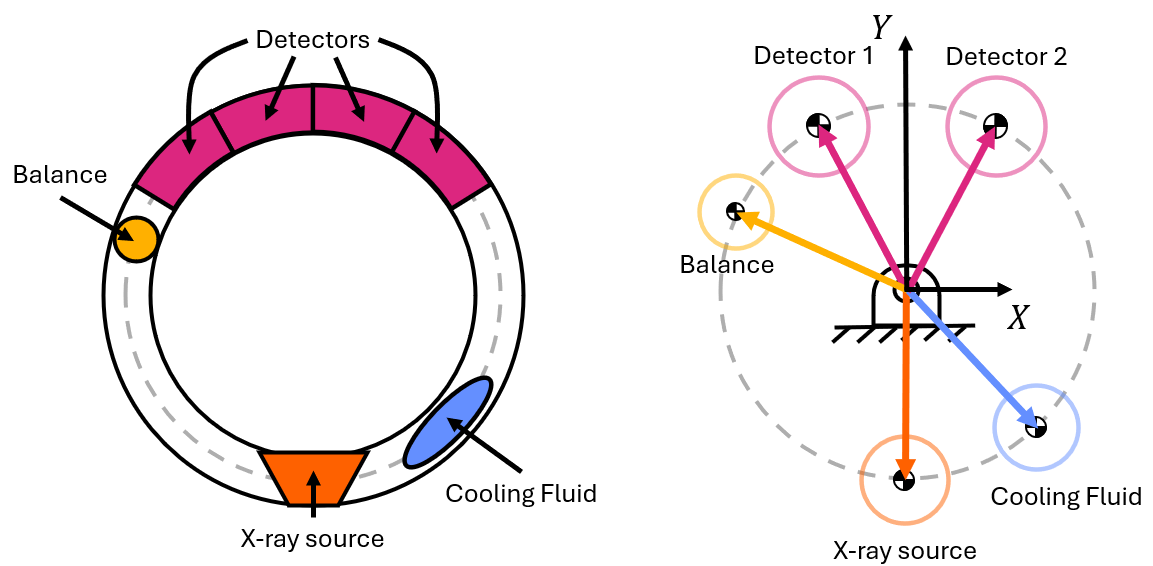 Detectors
Balance
Cooling Fluid
X-ray source
Y
Detector 1
Detector 2
Balance
X
Cooling Fluid
X-ray source